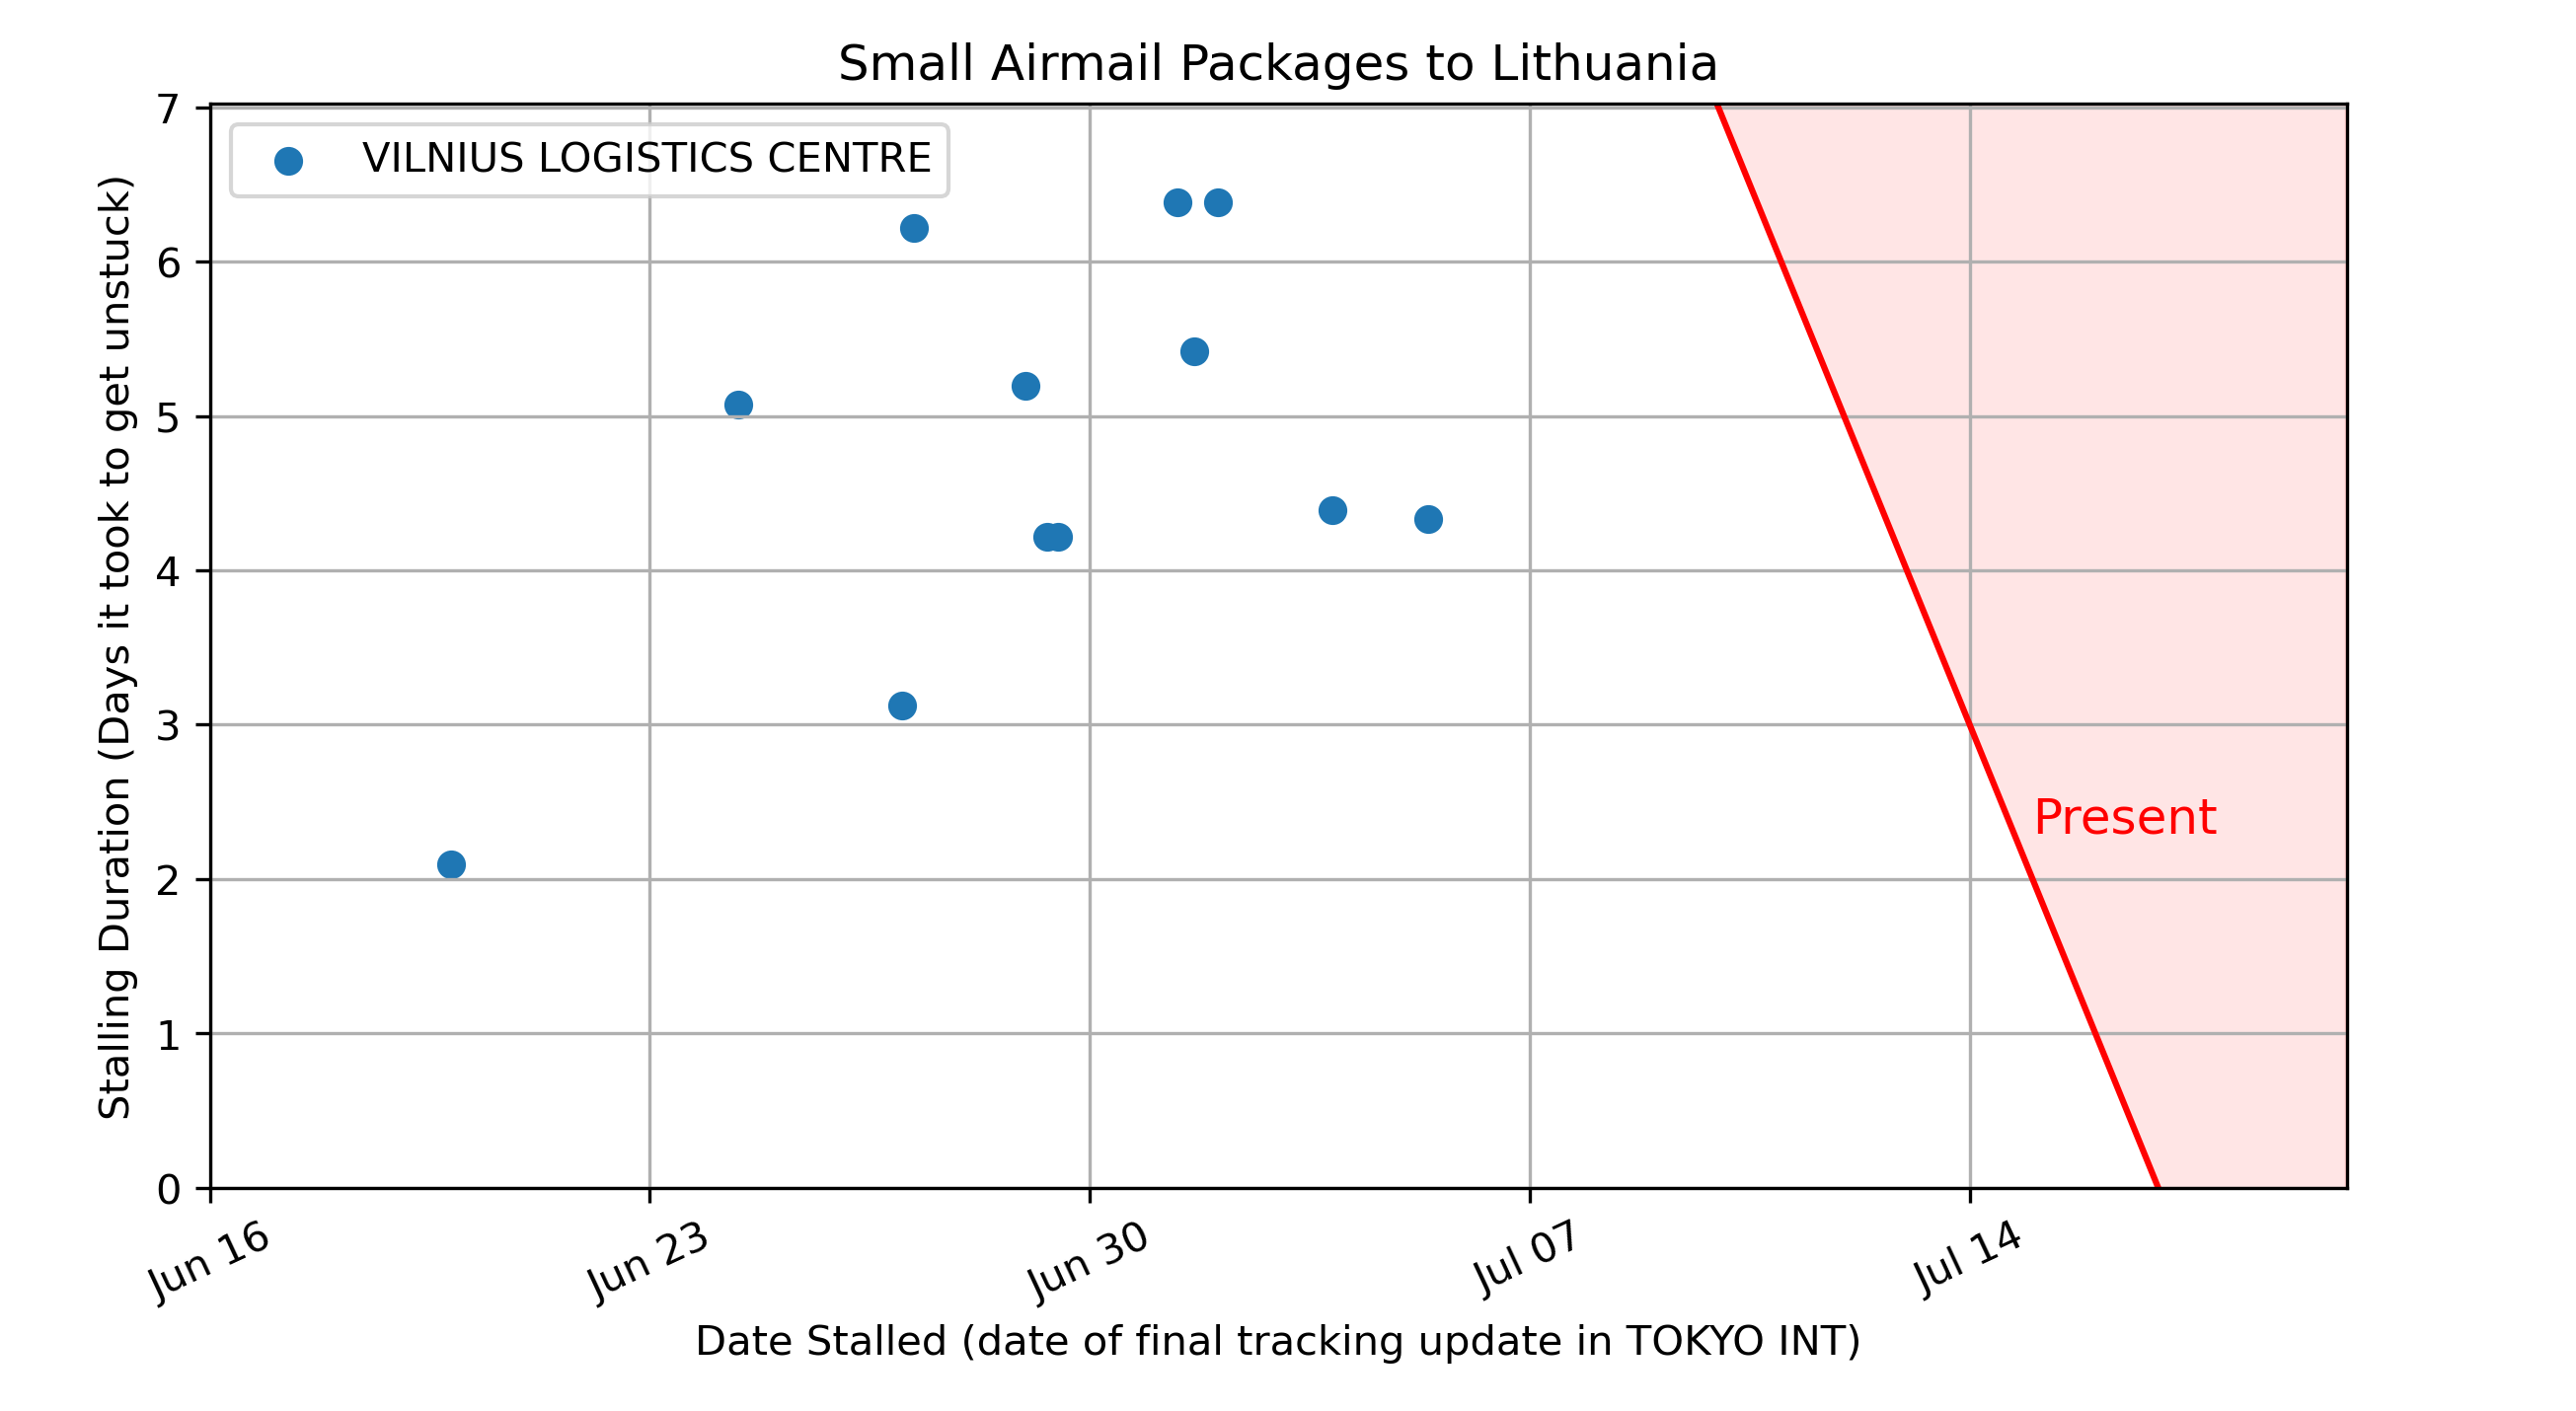 Small Airmail Packages to Lithuania
VILNIUS LOGISTICS CENTRE
Stalling Duration (Days it took to get unstuck)
7
6
5
4
3
2
1
0
Present
Jun 16
Jun 23
Jun 30
Jul 07
Jul 14
Date Stalled (date of final tracking update in TOKYO INT)